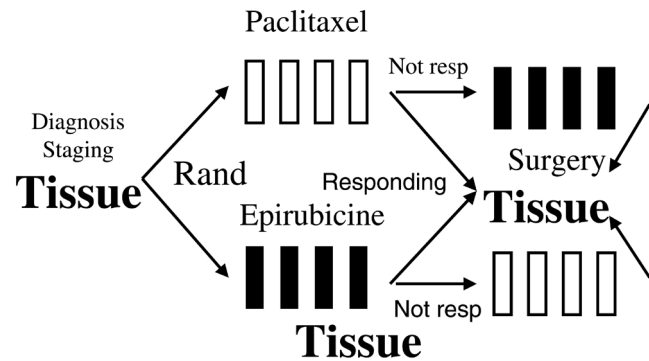 Paclitaxel
Not resp
Diagnosis
Staging
Tissue
Rand
Responding
Surgery
Tissue
Epirubicine
Not resp
Tissue